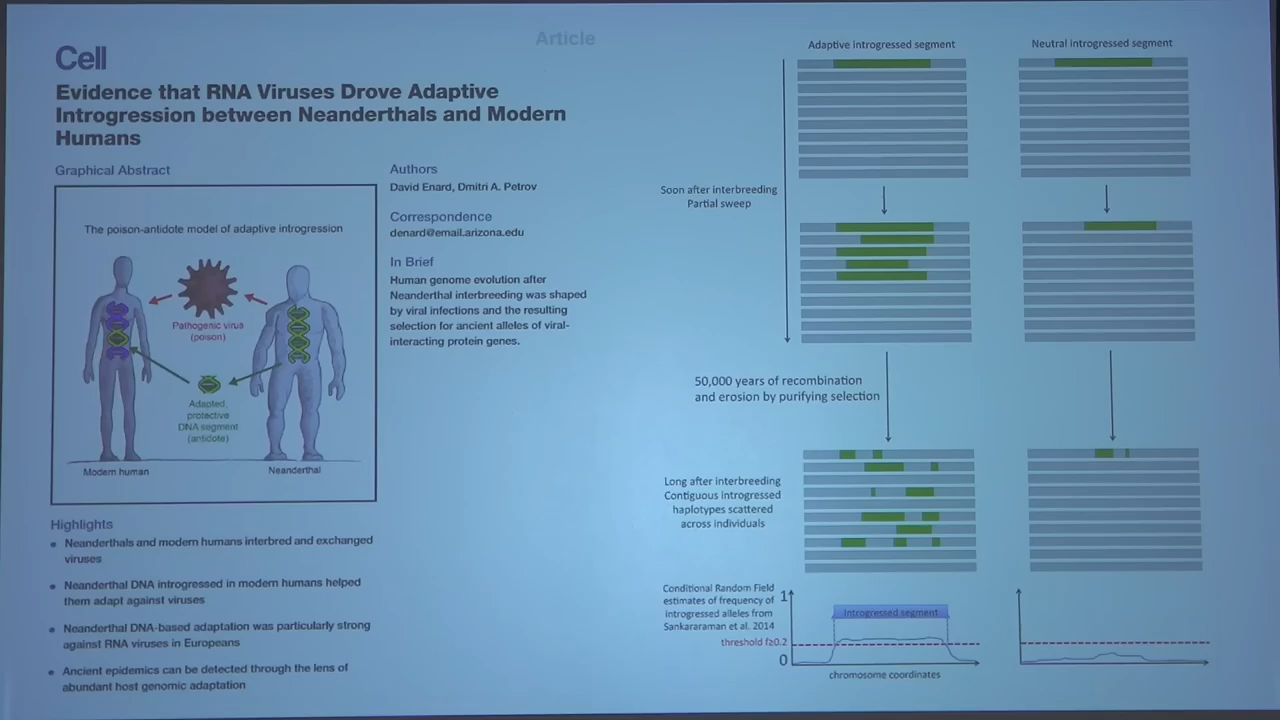 Article
Cell
Evidence that RNA Viruses Drove Adaptive
Introgression between Neanderthals and Modern
Humans
Graphical Abstract
The poison-antidote model of adaptive introgression
Pathogenic virus
(poison)
Adapted,
protective
DNA segment
(antidote)
Modern human
Neanderthal
Highlights
Neanderthals and modern humans interbred and exchanged
viruses
Neanderthal DNA introgressed in modern humans helped
them adapt against viruses
Neanderthal DNA-based adaptation was particularly strong
against RNA viruses in Europeans
Ancient epidemics can be detected through the lens of
abundant host genomic adaptation
Authors
David Enard, Dmitri A. Petrov
Correspondence
denard@email.arizona.edu
In Brief
Human genome evolution after
Neanderthal interbreeding was shaped
by viral infections and the resulting
selection for ancient alleles of viral-
interacting protein genes.
Adaptive introgressed segment
Neutral introgressed segment
Soon after interbreeding
Partial sweep
50,000 years of recombination
and erosion by purifying selection
Long after interbreeding
Contiguous introgressed
haplotypes scattered
across individuals
Conditional Random Field
estimates of frequency of
introgressed alleles from
Sankararaman et al. 2014
1
Introgressed segment
threshold f≥0.2
0
chromosome coordinates